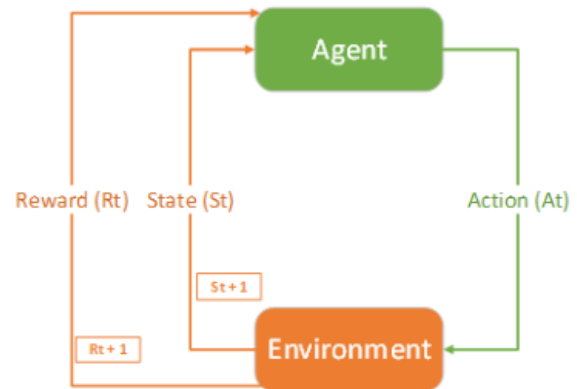 Agent
Reward (Rt)
State (St)
Action (At)
St + 1
Rt + 1
Environment